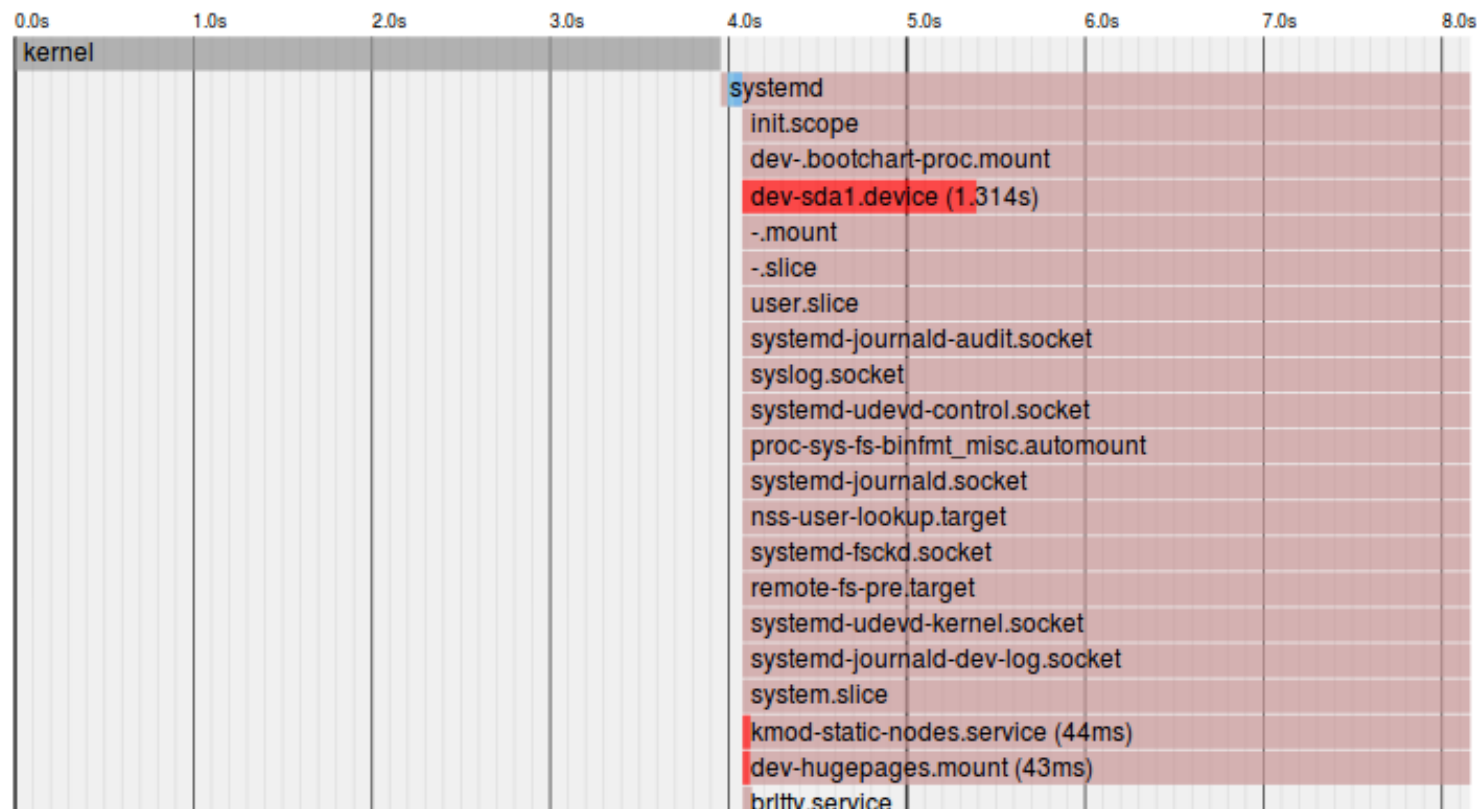 0.0s 1.0s 2.0s 3.0s 4.0s 5.0s 6.0s 7.0s 8.0s
kernel
systemd
init.scope
dev-.bootchart-proc.mount
dev-sda1.device (1.314s)
-.mount
-.slice
user.slice
systemd-journald-audit.socket
syslog.socket
systemd-udevd-control.socket
proc-sys-fs-binfmt_misc.automount
systemd-journald.socket
nss-user-lookup.target
systemd-fsckd.socket
remote-fs-pre.target
systemd-udevd-kernel.socket
systemd-journald-dev-log.socket
system.slice
kmod-static-nodes.service (44ms)
dev-hugepages.mount (43ms)
brltty.service